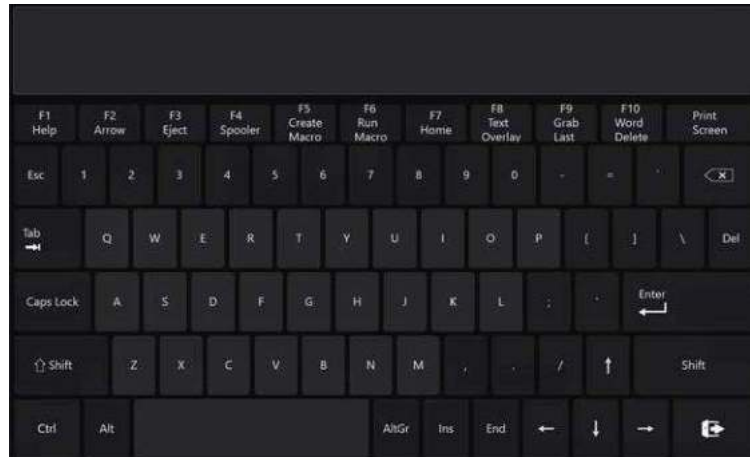 F1 F2 F3 F4 F5 F6 F7 F8 F9 F10 Print
Help Arrow Eject Spooler Create Run Home Text Grab Word Screen
Macro Macro Overlay Last Delete
Esc 1 2 3 4 5 6 7 8 9 0 - = `
Tab Q W E R T Y U I O P [ ] \ Del
Caps Lock A S D F G H J K L ; ' Enter
Shift Z X C V B N M , . / ↑ Shift
Ctrl Alt AltGr Ins End ← ↓ →